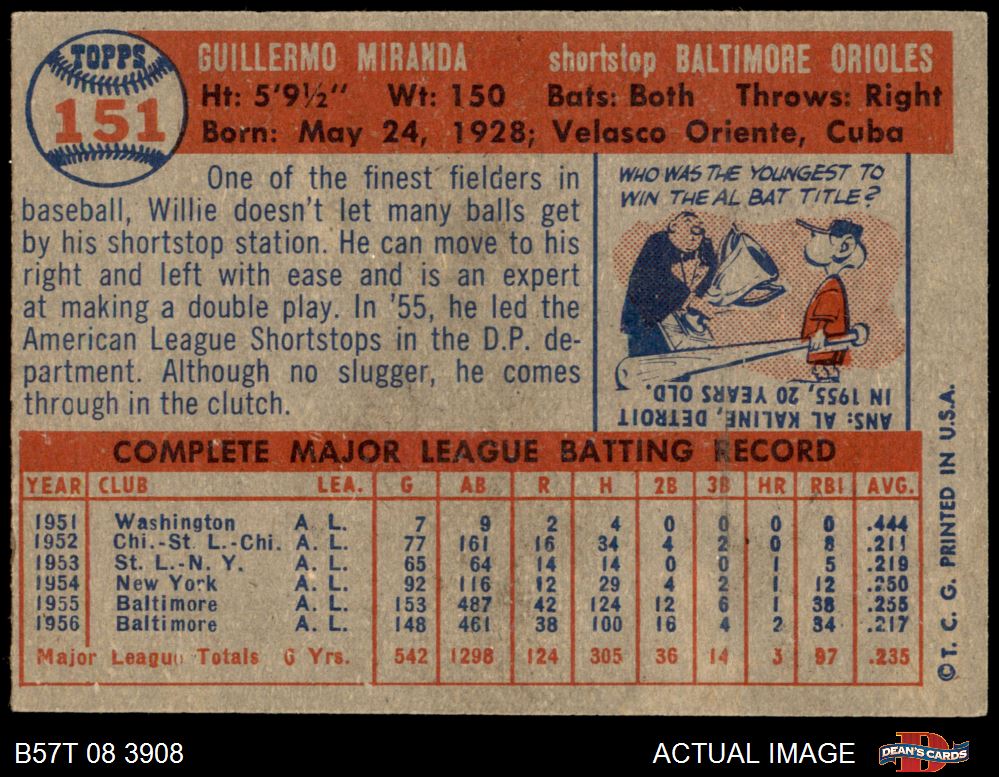 TOPPS
151
GUILLERMO MIRANDA shortstop BALTIMORE ORIOLES
Ht: 5'9½" Wt: 150 Bats: Both Throws: Right
Born: May 24, 1928; Velasco Oriente, Cuba
One of the finest fielders in
baseball, Willie doesn't let many balls get
by his shortstop station. He can move to his
right and left with ease and is an expert
at making a double play. In '55, he led the
American League Shortstops in the D.P. de-
partment. Although no slugger, he comes
through in the clutch.
WHO WAS THE YOUNGEST TO
WIN THE AL BAT TITLE?
ANS: AL KALINE, DETROIT
IN 1955, 20 YEARS OLD.
COMPLETE MAJOR LEAGUE BATTING RECORD
YEAR CLUB LEA. G AB R H 2B 3B HR RBI AVG.
1951 Washington A. L. 7 9 2 4 0 0 0 0 .444
1952 Chi.-St. L.-Chi. A. L. 77 161 16 34 4 2 0 8 .211
1953 St. L.-N. Y. A. L. 65 64 14 14 0 0 1 5 .219
1954 New York A. L. 92 116 12 29 4 2 1 12 .250
1955 Baltimore A. L. 153 487 42 124 12 6 1 38 .255
1956 Baltimore A. L. 148 461 38 100 16 4 2 34 .217
Major League Totals 6 Yrs. 542 1298 124 305 36 14 3 97 .235
© T. C. G. PRINTED IN U.S.A.
B57T 08 3908
ACTUAL IMAGE
D
DEAN'S CARDS